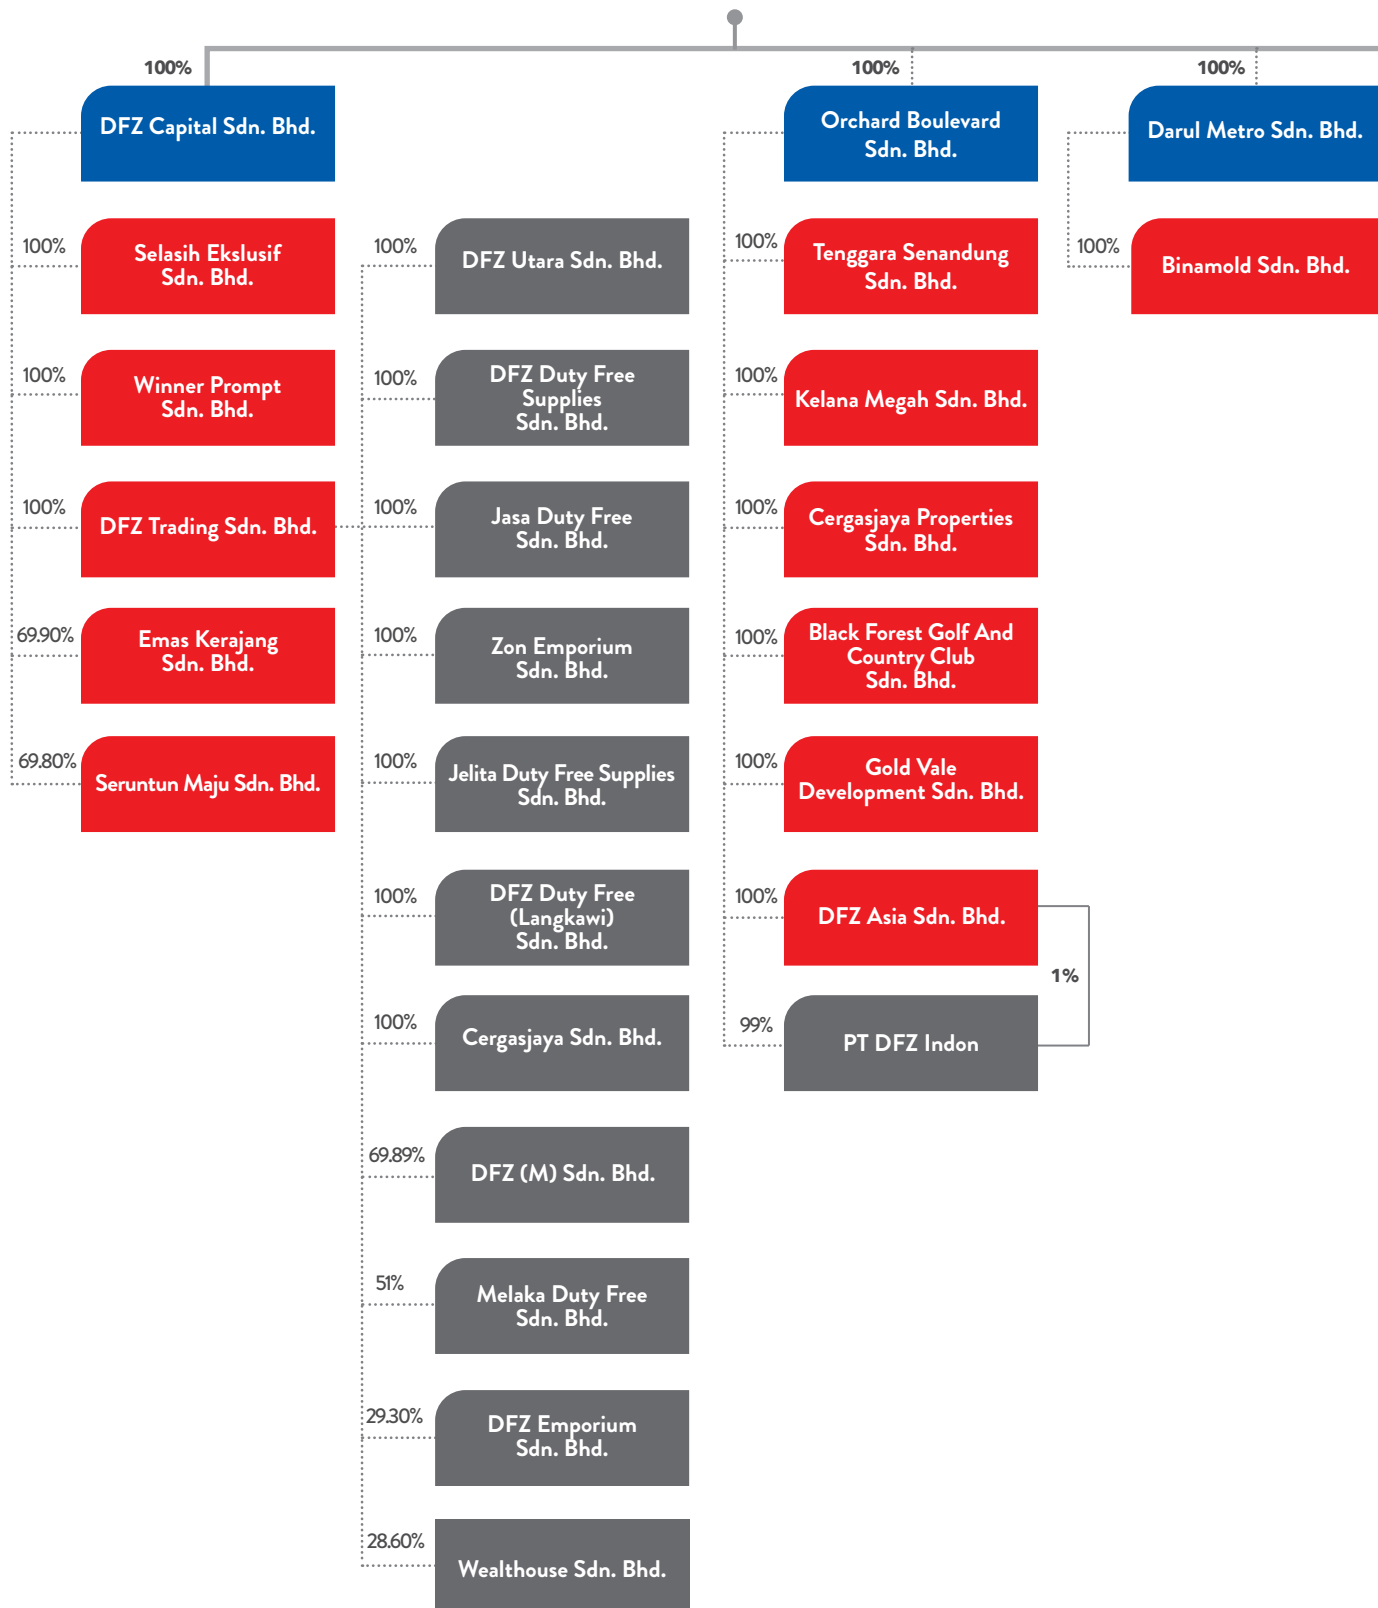 100%
DFZ Capital Sdn. Bhd.
100%
Selasih Ekslusif
Sdn. Bhd.
100%
Winner Prompt
Sdn. Bhd.
100%
DFZ Trading Sdn. Bhd.
69.90%
Emas Kerajang
Sdn. Bhd.
69.80%
Seruntun Maju Sdn. Bhd.
100%
DFZ Utara Sdn. Bhd.
100%
DFZ Duty Free
Supplies
Sdn. Bhd.
100%
Jasa Duty Free
Sdn. Bhd.
100%
Zon Emporium
Sdn. Bhd.
100%
Jelita Duty Free Supplies
Sdn. Bhd.
100%
DFZ Duty Free
(Langkawi)
Sdn. Bhd.
100%
Cergasjaya Sdn. Bhd.
69.89%
DFZ (M) Sdn. Bhd.
51%
Melaka Duty Free
Sdn. Bhd.
29.30%
DFZ Emporium
Sdn. Bhd.
28.60%
Wealthouse Sdn. Bhd.
100%
Orchard Boulevard
Sdn. Bhd.
100%
Tenggara Senandung
Sdn. Bhd.
100%
Kelana Megah Sdn. Bhd.
100%
Cergasjaya Properties
Sdn. Bhd.
100%
Black Forest Golf And
Country Club
Sdn. Bhd.
100%
Gold Vale
Development Sdn. Bhd.
100%
DFZ Asia Sdn. Bhd.
1%
99%
PT DFZ Indon
100%
Darul Metro Sdn. Bhd.
100%
Binamold Sdn. Bhd.